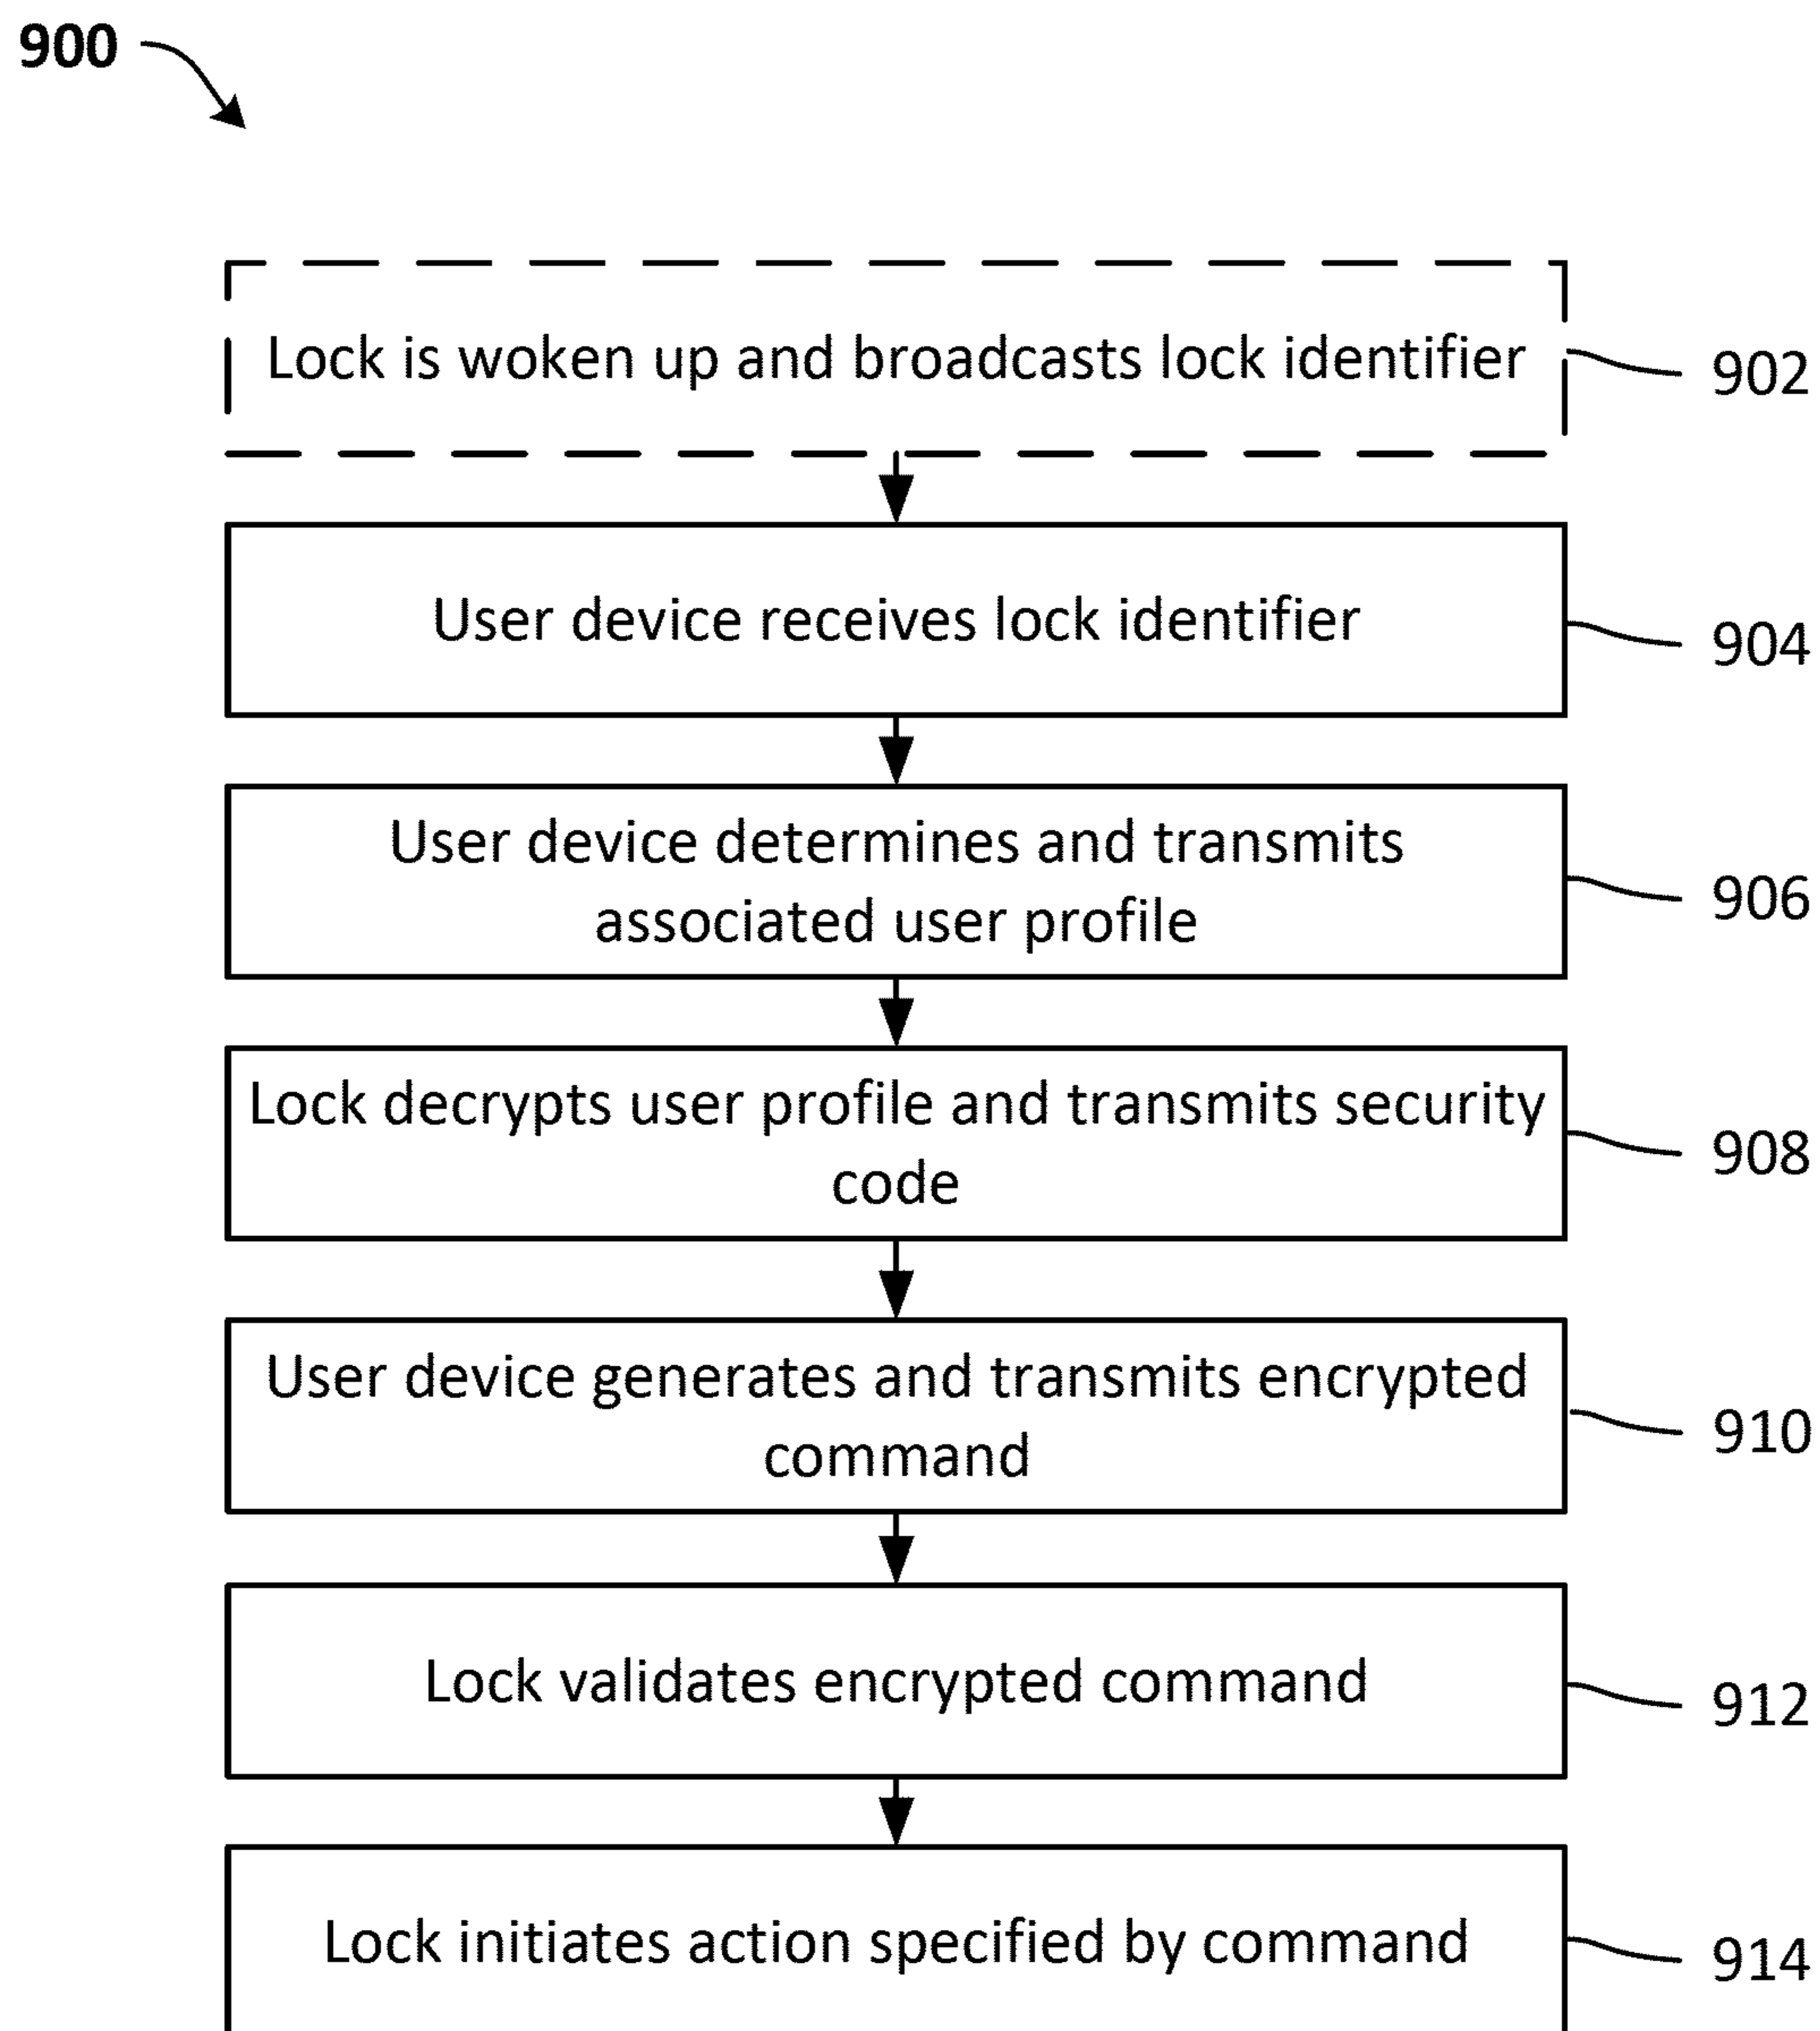 900
Lock is woken up and broadcasts lock identifier
902
User device receives lock identifier
904
User device determines and transmits
associated user profile
906
Lock decrypts user profile and transmits security
code
908
User device generates and transmits encrypted
command
910
Lock validates encrypted command
912
Lock initiates action specified by command
914